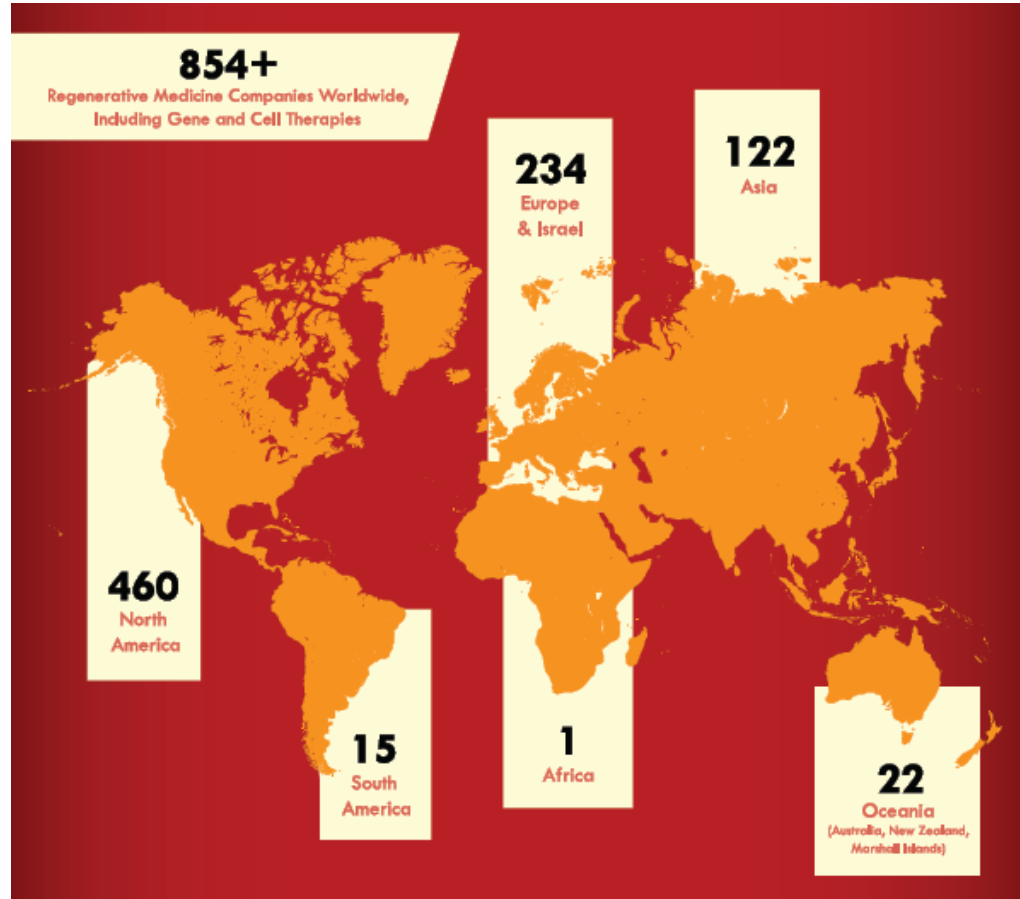 854+
Regenerative Medicine Companies Worldwide,
Including Gene and Cell Therapies
234
Europe
& Israel
122
Asia
460
North
America
15
South
America
1
Africa
22
Oceania
(Australia, New Zealand,
Marshall Islands)